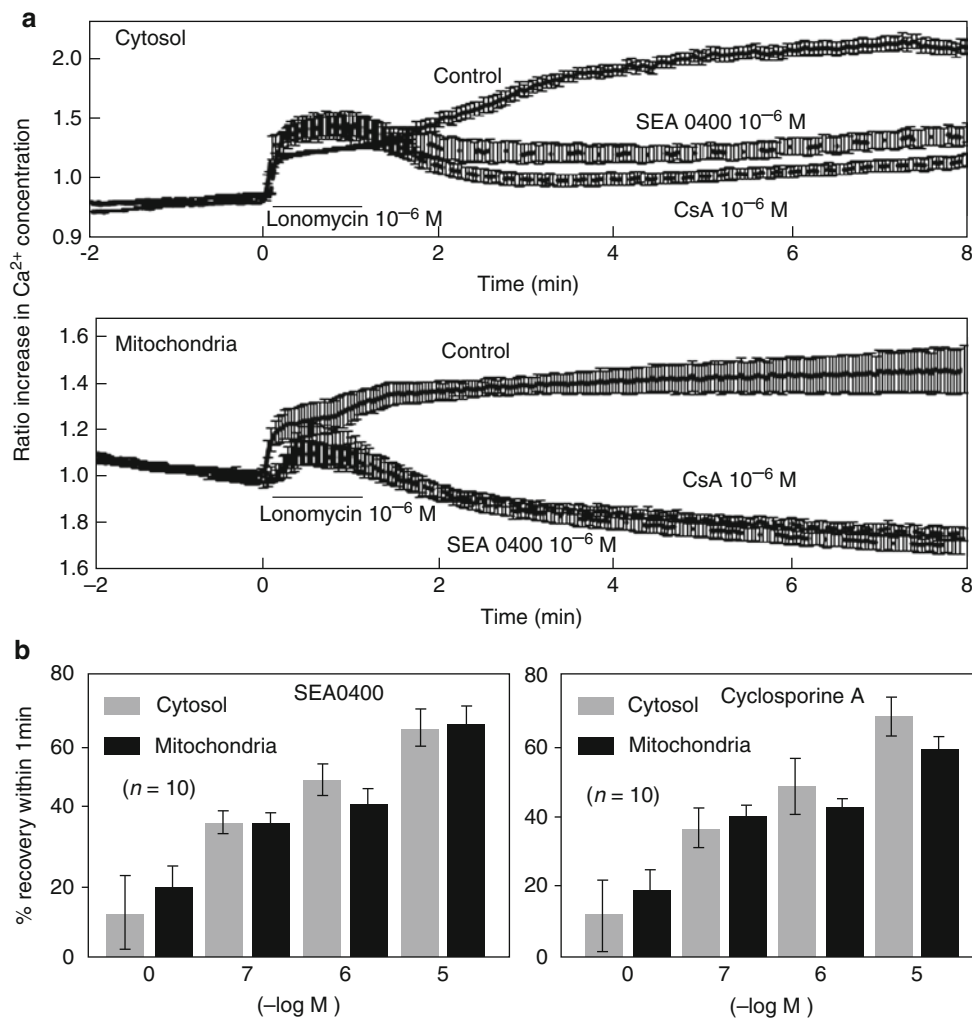 a
Cytosol
Control
SEA 0400 10⁻⁶ M
CsA 10⁻⁶ M
Lonomycin 10⁻⁶ M
2.0
1.5
1.0
0.9
-2 0 2 4 6 8
Time (min)
Ratio increase in Ca²⁺ concentration
Mitochondria
Control
CsA 10⁻⁶ M
Lonomycin 10⁻⁶ M
SEA 0400 10⁻⁶ M
1.6
1.4
1.2
1.0
1.8
1.6
−2 0 2 4 6 8
Time (min)
b
% recovery within 1min
80
60
40
20
0
SEA0400
Cytosol
Mitochondria
(n = 10)
0 7 6 5
(−log M )
80
60
40
20
0
Cyclosporine A
Cytosol
Mitochondria
(n = 10)
0 7 6 5
(−log M )